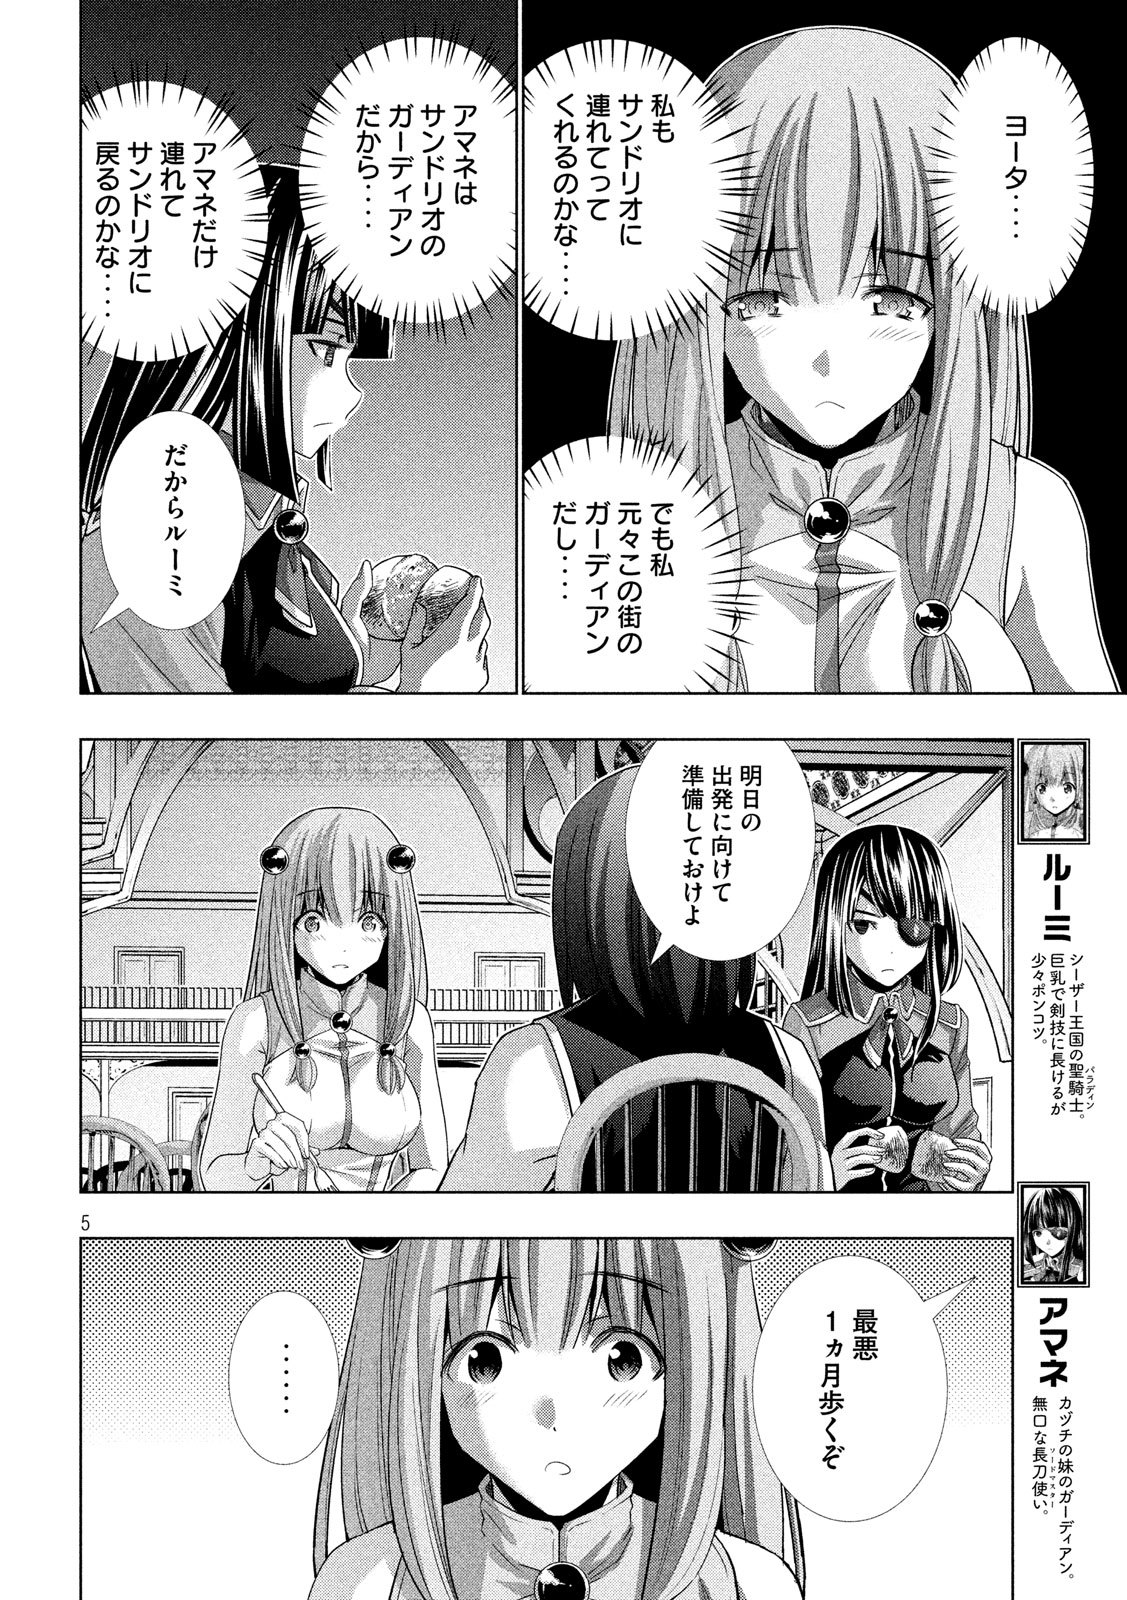 ヨータ‥‥
私も
サンドリオに
連れてって
くれるのかな‥‥
でも私
元々この街の
ガーディアン
だし‥‥
アマネは
サンドリオの
ガーディアン
だから‥‥
アマネだけ
連れて
サンドリオに
戻るのかな‥‥
だからルーミ
明日の
出発に向けて
準備しておけよ
ルーミ
シーザー王国の聖騎士。
パラディン
巨乳で剣技に長けるが
少々ポンコツ。
5
最悪
1カ月歩くぞ
‥‥‥
アマネ
カヅチの妹のガーディアン。
無口な長刀使い。
ソードマスター